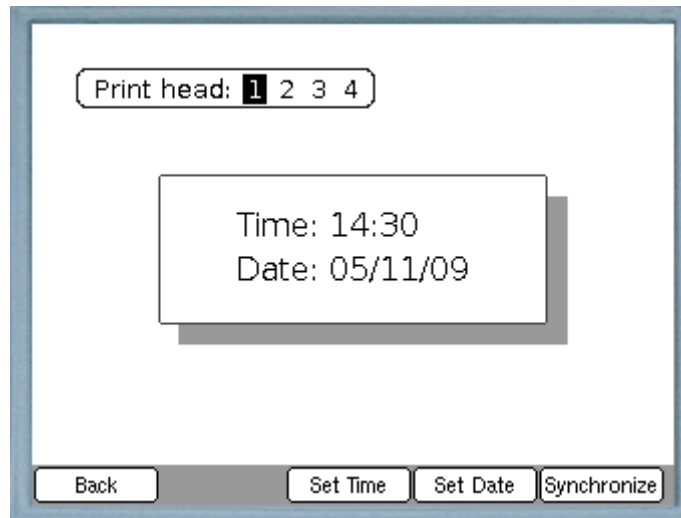 Print head: 1 2 3 4
Time: 14:30
Date: 05/11/09
Back Set Time Set Date Synchronize